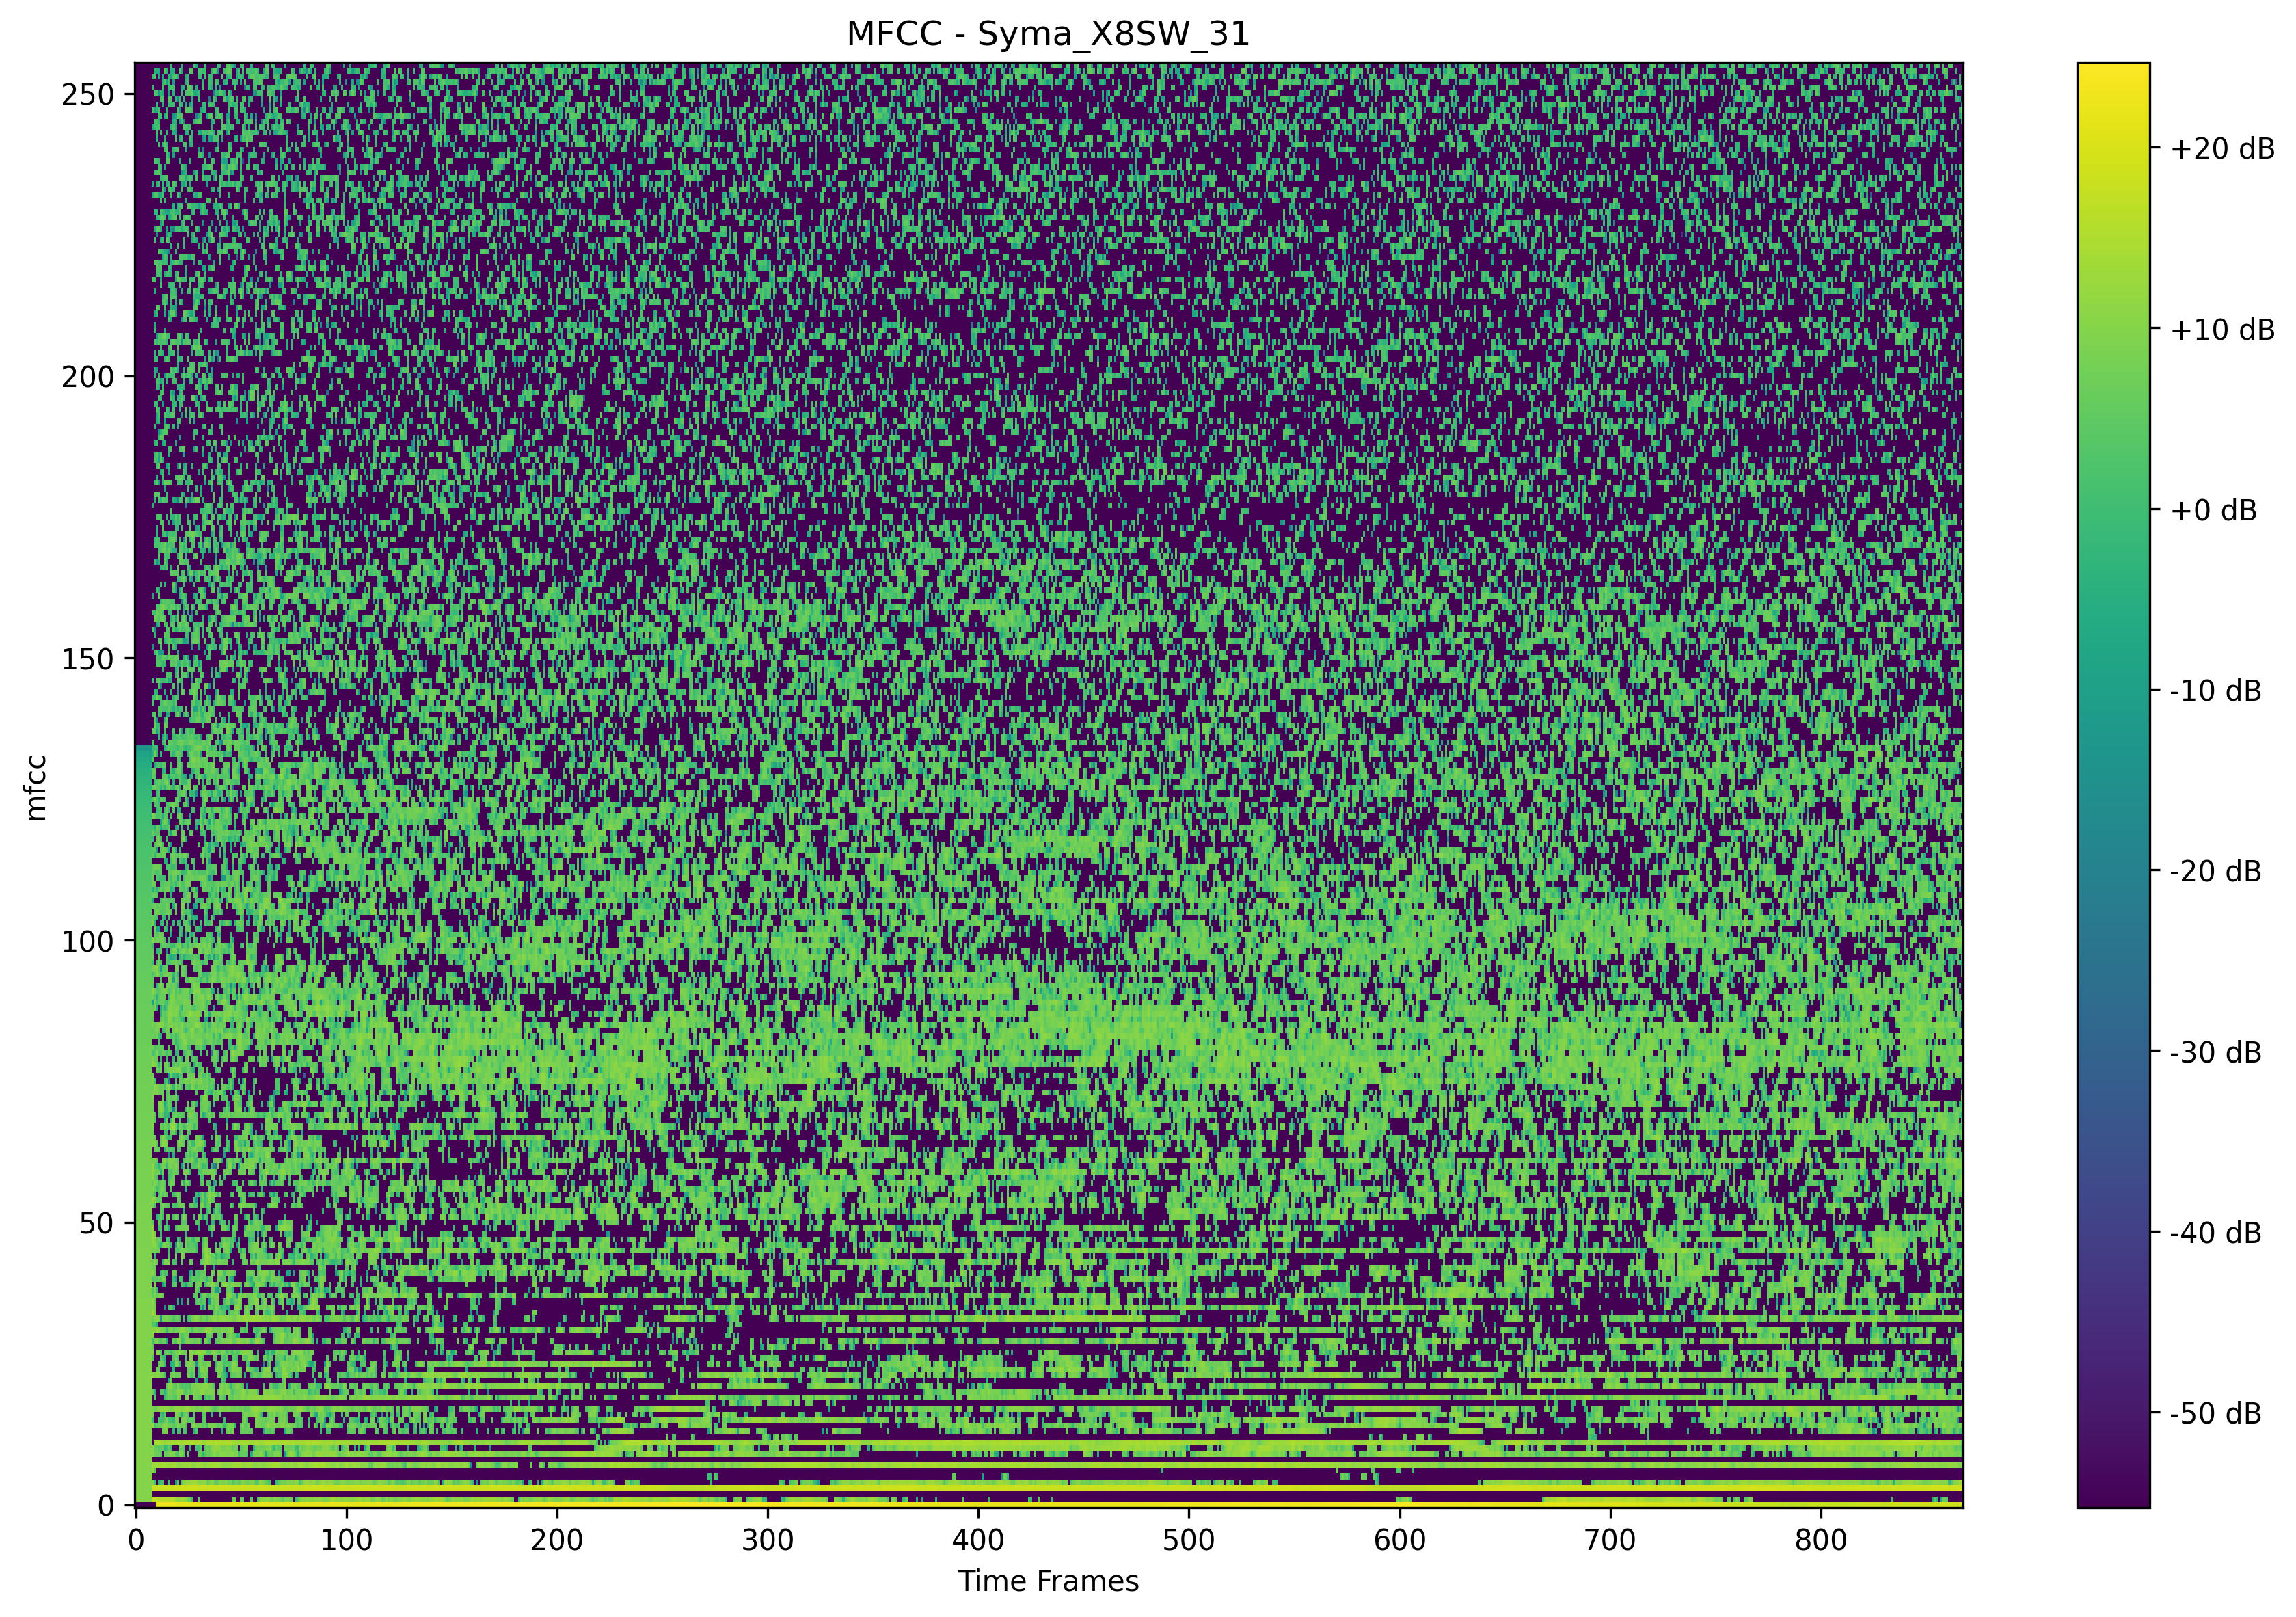 MFCC - Syma_X8SW_31
250
200
150
100
50
0
mfcc
0 100 200 300 400 500 600 700 800
Time Frames
+20 dB
+10 dB
+0 dB
-10 dB
-20 dB
-30 dB
-40 dB
-50 dB